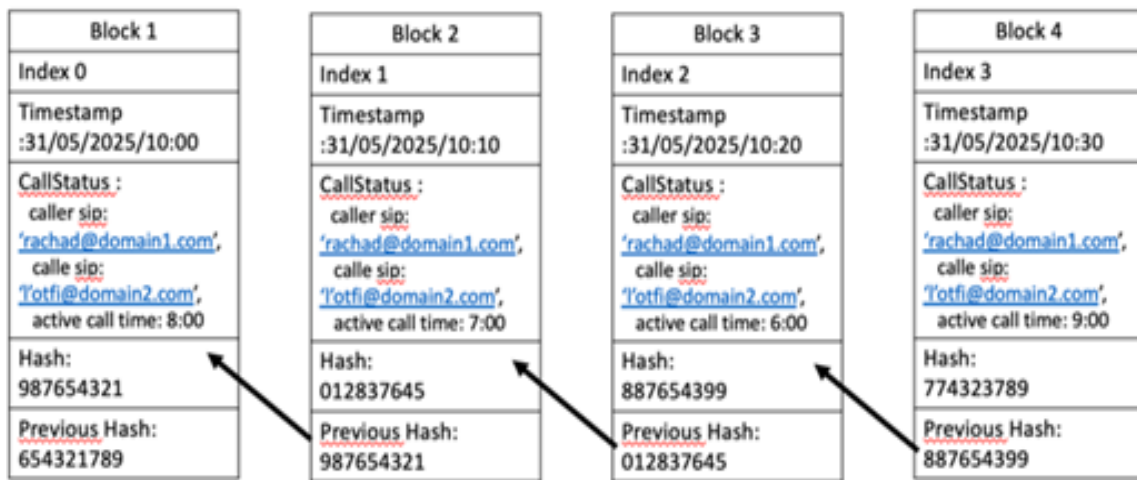 Block 1
Index 0
Timestamp
:31/05/2025/10:00
CallStatus :
caller sip:
'rachad@domain1.com',
calle sip:
'l'otfi@domain2.com',
active call time: 8:00
Hash:
987654321
Previous Hash:
654321789
Block 2
Index 1
Timestamp
:31/05/2025/10:10
CallStatus :
caller sip:
'rachad@domain1.com',
calle sip:
'l'otfi@domain2.com',
active call time: 7:00
Hash:
012837645
Previous Hash:
987654321
Block 3
Index 2
Timestamp
:31/05/2025/10:20
CallStatus :
caller sip:
'rachad@domain1.com',
calle sip:
'l'otfi@domain2.com',
active call time: 6:00
Hash:
887654399
Previous Hash:
012837645
Block 4
Index 3
Timestamp
:31/05/2025/10:30
CallStatus :
caller sip:
'rachad@domain1.com',
calle sip:
'l'otfi@domain2.com',
active call time: 9:00
Hash:
774323789
Previous Hash:
887654399